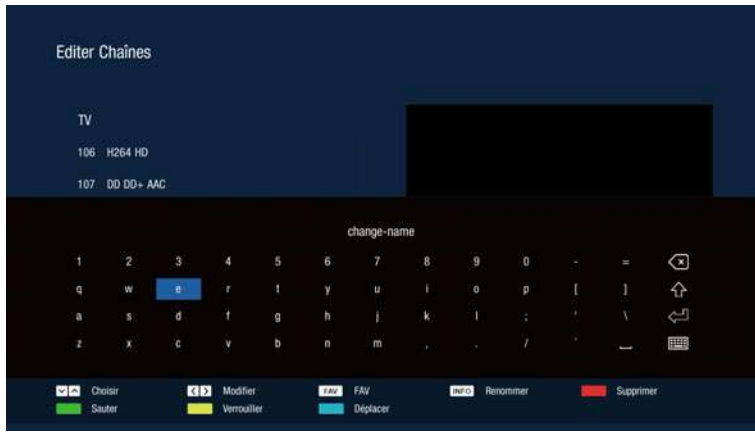 Editer Chaînes
TV
106 H264 HD
107 DD DD+ AAC
change-name
1 2 3 4 5 6 7 8 9 0 - =
q w e r t y u i o p [ ]
a s d f g h j k l ; ' \
z x c v b n m , . / `
Choisir Modifier FAV FAV INFO Renommer Supprimer
Sauter Verrouiller Déplacer